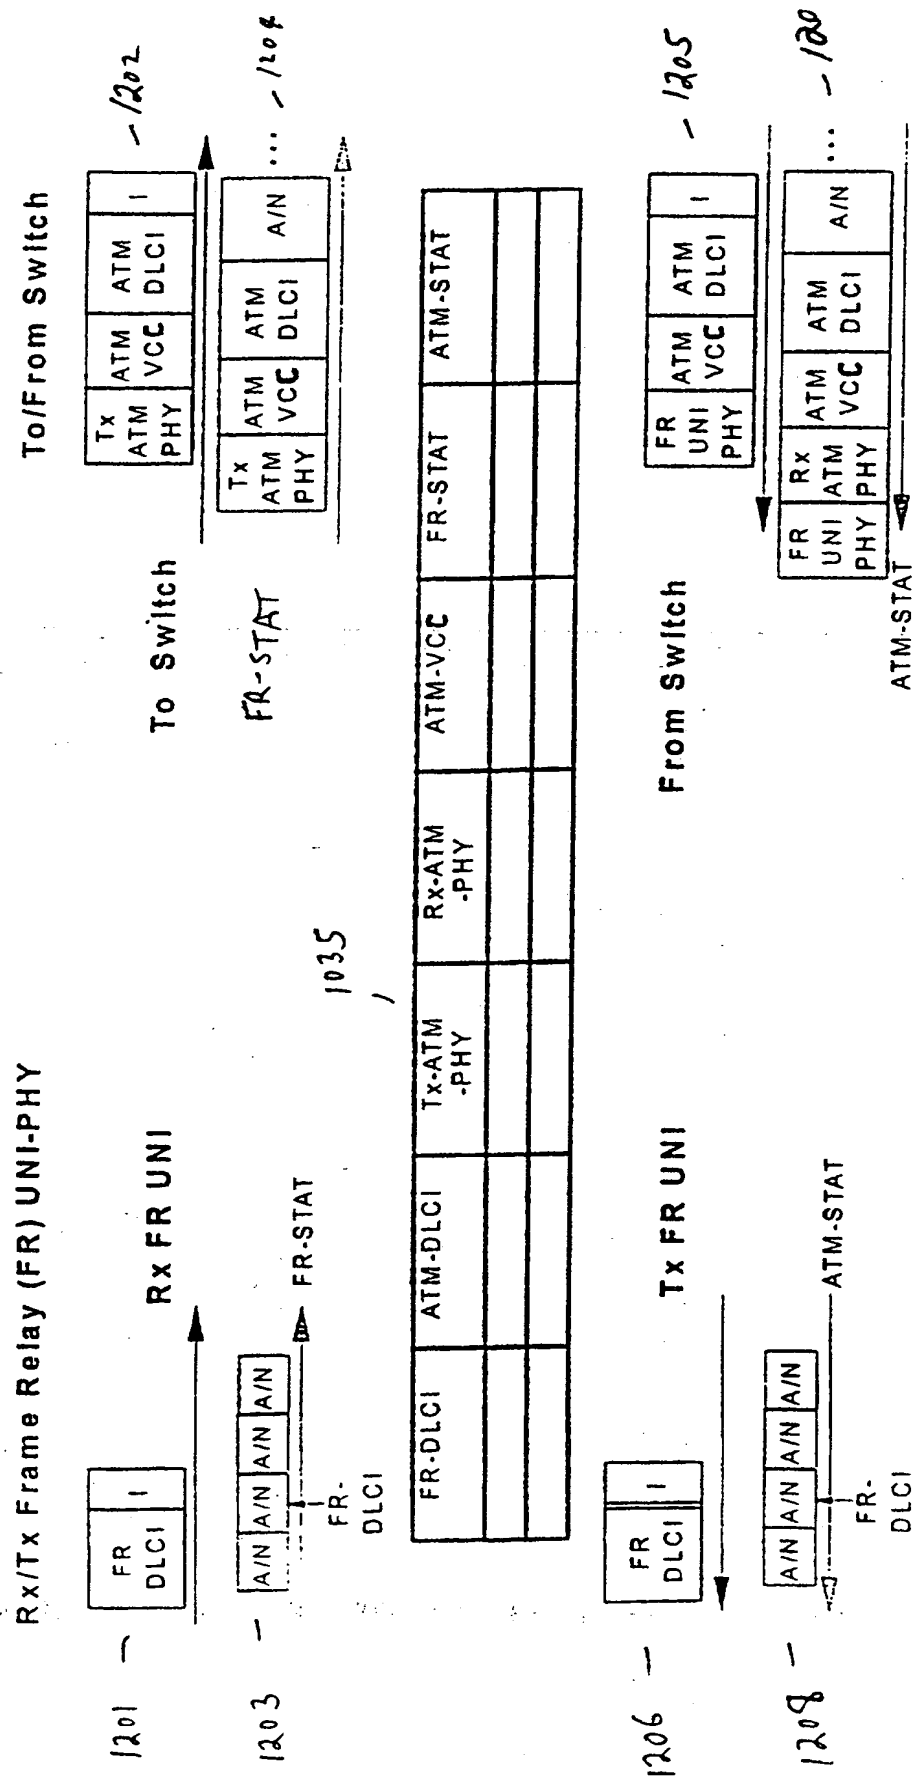 Rx/Tx Frame Relay (FR) UNI-PHY
To/From Switch
1201
FR DLCI
I
Rx FR UNI
To Switch
Tx ATM PHY
ATM VCC
ATM DLCI
I
1202
1203
A/N A/N A/N A/N
FR-STAT
FR-DLCI
FR-STAT
Tx ATM PHY
ATM VCC
ATM DLCI
A/N
...
1204
1035
FR-DLCI
ATM-DLCI
Tx-ATM-PHY
Rx-ATM-PHY
ATM-VCC
FR-STAT
ATM-STAT
1206
FR DLCI
I
Tx FR UNI
From Switch
FR UNI PHY
ATM VCC
ATM DLCI
I
1205
1208
A/N A/N A/N A/N
ATM-STAT
FR-DLCI
FR UNI PHY
Rx ATM PHY
ATM VCC
ATM DLCI
A/N
...
120
ATM-STAT